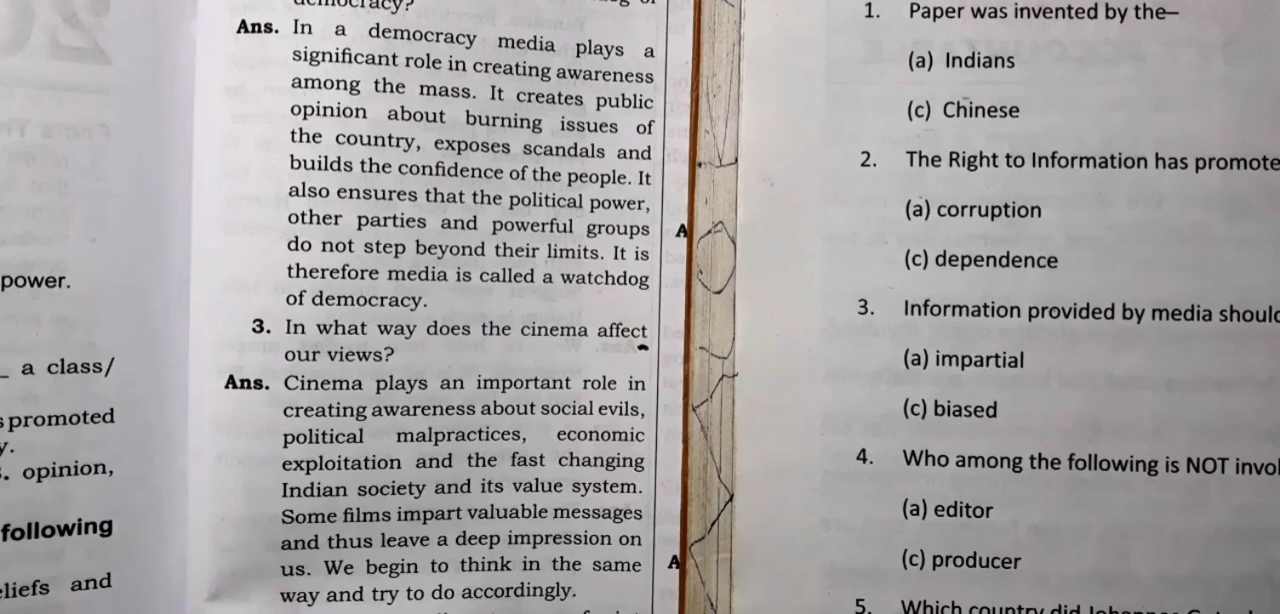 power.
a class/
promoted
y.
opinion,
following
eliefs and
democracy?
Ans. In a democracy media plays a
significant role in creating awareness
among the mass. It creates public
opinion about burning issues of
the country, exposes scandals and
builds the confidence of the people. It
also ensures that the political power,
other parties and powerful groups
do not step beyond their limits. It is
therefore media is called a watchdog
of democracy.
3. In what way does the cinema affect
our views?
Ans. Cinema plays an important role in
creating awareness about social evils,
political malpractices, economic
exploitation and the fast changing
Indian society and its value system.
Some films impart valuable messages
and thus leave a deep impression on
us. We begin to think in the same
way and try to do accordingly.
A
A
1. Paper was invented by the–
(a) Indians
(c) Chinese
2. The Right to Information has promote
(a) corruption
(c) dependence
3. Information provided by media should
(a) impartial
(c) biased
4. Who among the following is NOT invol
(a) editor
(c) producer
5. Which country did